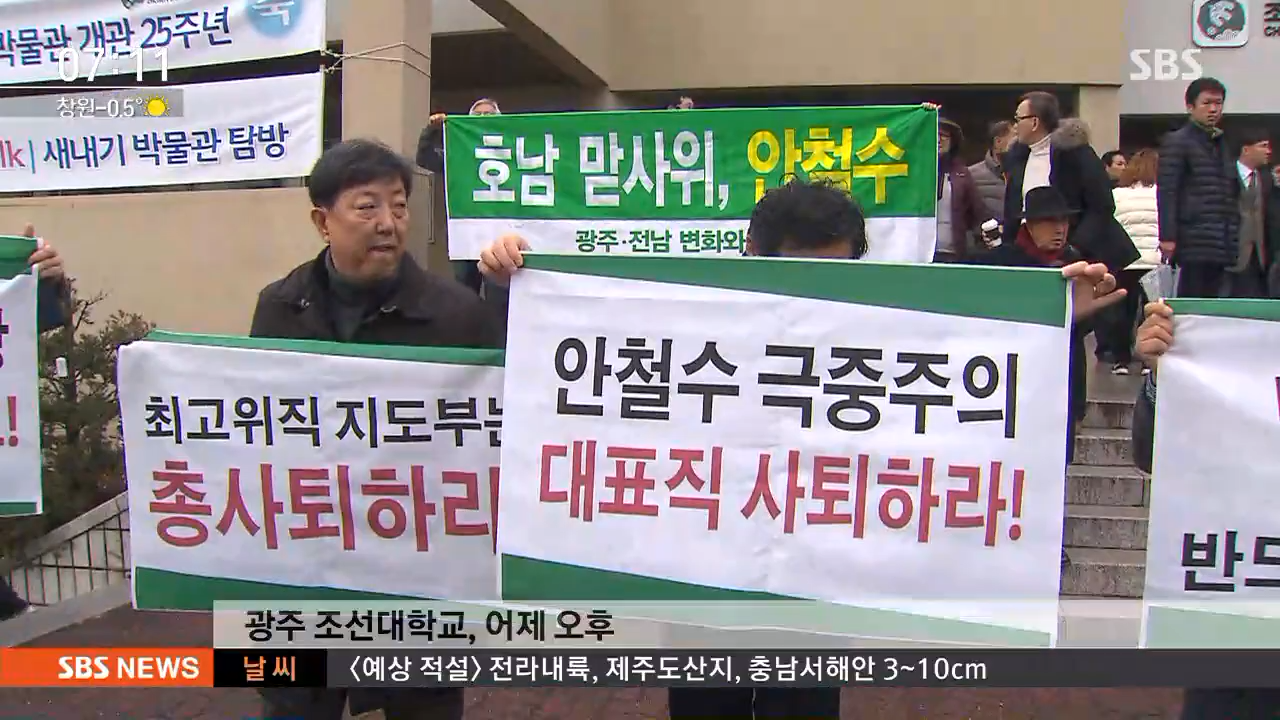 박물관 개관 25주년
07:11
창원 -0.5°
lk| 새내기 박물관 탐방
SBS
호남 맏사위, 안철수
광주·전남 변화와
최고위직 지도부는
총사퇴하라
안철수 극중주의
대표직 사퇴하라!
반도
광주 조선대학교, 어제 오후
SBS NEWS
날씨
<예상 적설> 전라내륙, 제주도산지, 충남서해안 3~10cm